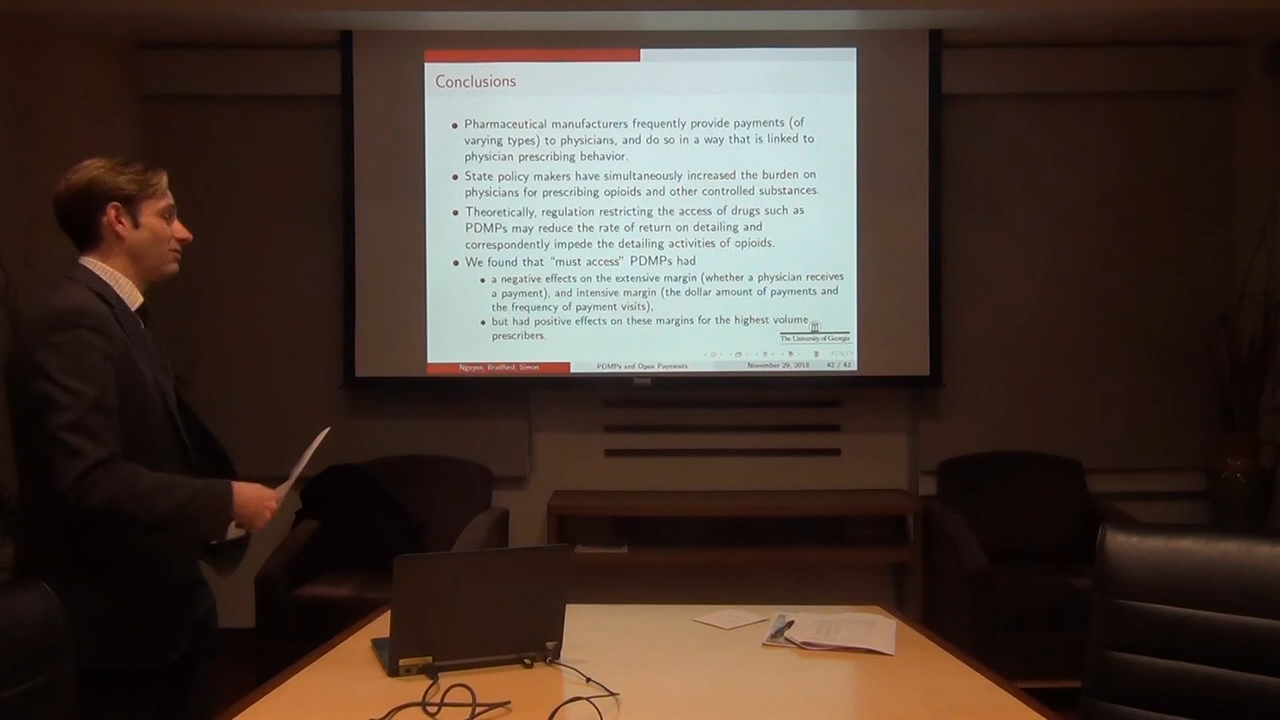 Conclusions
Pharmaceutical manufacturers frequently provide payments (of
varying types) to physicians, and do so in a way that is linked to
physician prescribing behavior.
State policy makers have simultaneously increased the burden on
physicians for prescribing opioids and other controlled substances.
Theoretically, regulation restricting the access of drugs such as
PDMPs may reduce the rate of return on detailing and
correspondently impede the detailing activities of opioids.
We found that “must access” PDMPs had
a negative effects on the extensive margin (whether a physician receives
a payment), and intensive margin (the dollar amount of payments and
the frequency of payment visits),
but had positive effects on these margins for the highest volume
prescribers.
The University of Georgia
Nguyen, Bradford, Simon
PDMPs and Open Payments
November 29, 2018
42 / 42